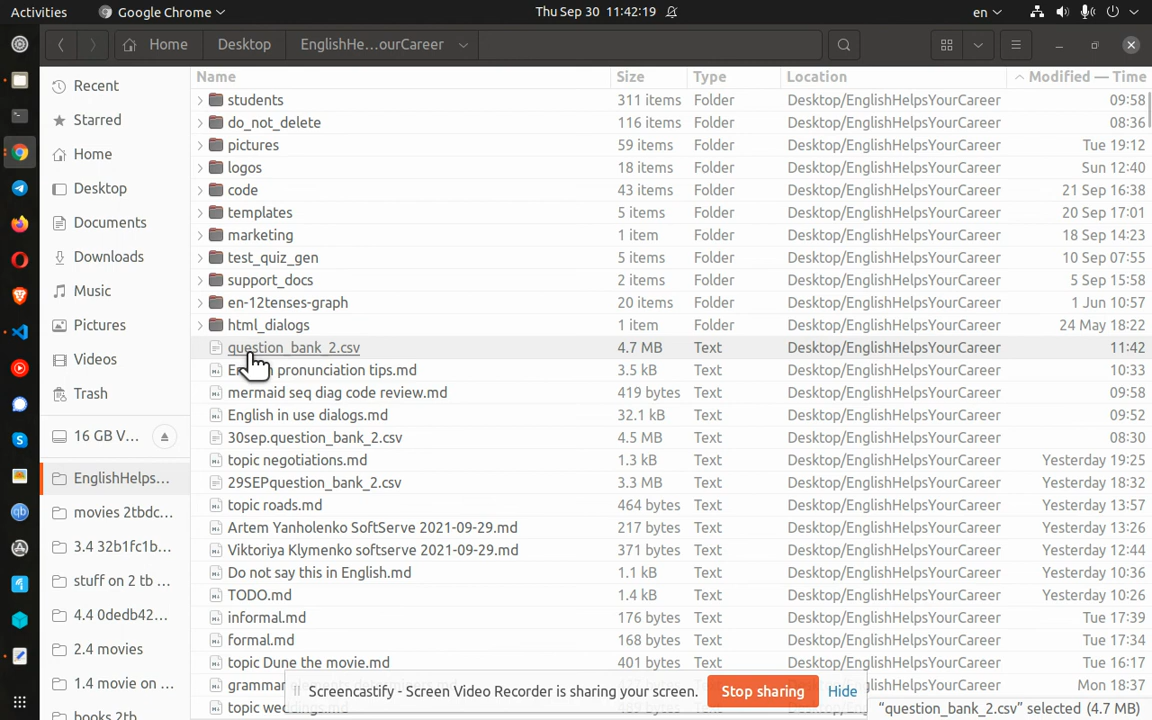 Activities Google Chrome Thu Sep 30 11:42:19 en
Home Desktop EnglishHe...ourCareer
Name Size Type Location Modified — Time
Recent
Starred
Home
Desktop
Documents
Downloads
Music
Pictures
Videos
Trash
16 GB V...
EnglishHelps...
movies 2tbdc...
3.4 32b1fc1b...
stuff on 2 tb ...
4.4 0dedb42...
2.4 movies
1.4 movie on ...
books 2tb
students 311 items Folder Desktop/EnglishHelpsYourCareer 09:58
do_not_delete 116 items Folder Desktop/EnglishHelpsYourCareer 08:36
pictures 59 items Folder Desktop/EnglishHelpsYourCareer Tue 19:12
logos 18 items Folder Desktop/EnglishHelpsYourCareer Sun 12:40
code 43 items Folder Desktop/EnglishHelpsYourCareer 21 Sep 16:38
templates 5 items Folder Desktop/EnglishHelpsYourCareer 20 Sep 17:01
marketing 1 item Folder Desktop/EnglishHelpsYourCareer 18 Sep 14:23
test_quiz_gen 5 items Folder Desktop/EnglishHelpsYourCareer 10 Sep 07:55
support_docs 2 items Folder Desktop/EnglishHelpsYourCareer 5 Sep 15:58
en-12tenses-graph 20 items Folder Desktop/EnglishHelpsYourCareer 1 Jun 10:57
html_dialogs 1 item Folder Desktop/EnglishHelpsYourCareer 24 May 18:22
question_bank_2.csv 4.7 MB Text Desktop/EnglishHelpsYourCareer 11:42
pronunciation tips.md 3.5 kB Text Desktop/EnglishHelpsYourCareer 10:33
mermaid seq diag code review.md 419 bytes Text Desktop/EnglishHelpsYourCareer 09:58
English in use dialogs.md 32.1 kB Text Desktop/EnglishHelpsYourCareer 09:52
30sep.question_bank_2.csv 4.5 MB Text Desktop/EnglishHelpsYourCareer 08:30
topic negotiations.md 1.3 kB Text Desktop/EnglishHelpsYourCareer Yesterday 19:25
29SEPquestion_bank_2.csv 3.3 MB Text Desktop/EnglishHelpsYourCareer Yesterday 18:32
topic roads.md 464 bytes Text Desktop/EnglishHelpsYourCareer Yesterday 13:57
Artem Yanholenko SoftServe 2021-09-29.md 217 bytes Text Desktop/EnglishHelpsYourCareer Yesterday 13:26
Viktoriya Klymenko softserve 2021-09-29.md 371 bytes Text Desktop/EnglishHelpsYourCareer Yesterday 12:44
Do not say this in English.md 1.1 kB Text Desktop/EnglishHelpsYourCareer Yesterday 10:36
TODO.md 1.4 kB Text Desktop/EnglishHelpsYourCareer Yesterday 10:26
informal.md 176 bytes Text Desktop/EnglishHelpsYourCareer Tue 17:39
formal.md 168 bytes Text Desktop/EnglishHelpsYourCareer Tue 17:34
topic Dune the movie.md 401 bytes Text Desktop/EnglishHelpsYourCareer Tue 16:17
Mon 18:37
Screencastify - Screen Video Recorder is sharing your screen. Stop sharing Hide
"question_bank_2.csv" selected (4.7 MB)